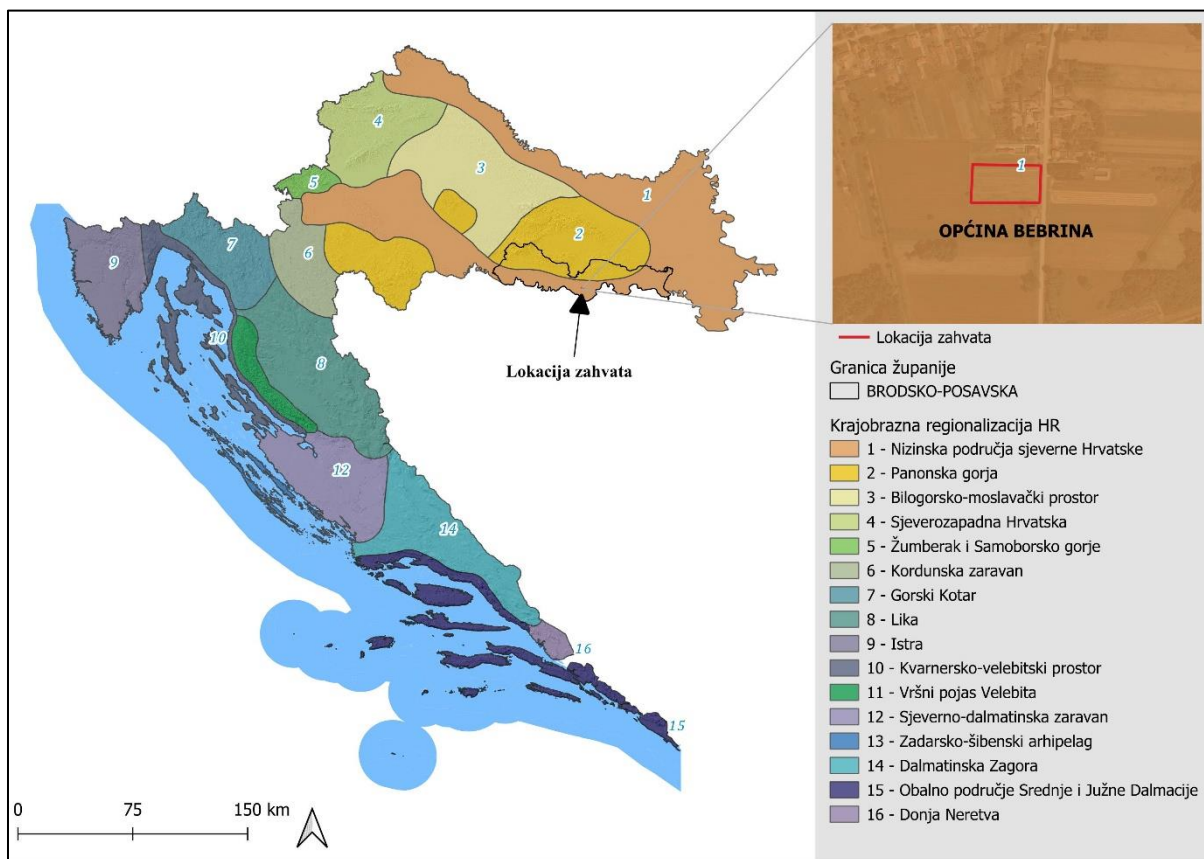 4
3
1
5
2
7
6
9
10
8
12
14
16
15
Lokacija zahvata
0 75 150 km
1
OPĆINA BEBRINA
Lokacija zahvata
Granica županije
BRODSKO-POSAVSKA
Krajobrazna regionalizacija HR
1 - Nizinska područja sjeverne Hrvatske
2 - Panonska gorja
3 - Bilogorsko-moslavački prostor
4 - Sjeverozapadna Hrvatska
5 - Žumberak i Samoborsko gorje
6 - Kordunska zaravan
7 - Gorski Kotar
8 - Lika
9 - Istra
10 - Kvarnersko-velebitski prostor
11 - Vršni pojas Velebita
12 - Sjeverno-dalmatinska zaravan
13 - Zadarsko-šibenski arhipelag
14 - Dalmatinska Zagora
15 - Obalno područje Srednje i Južne Dalmacije
16 - Donja Neretva